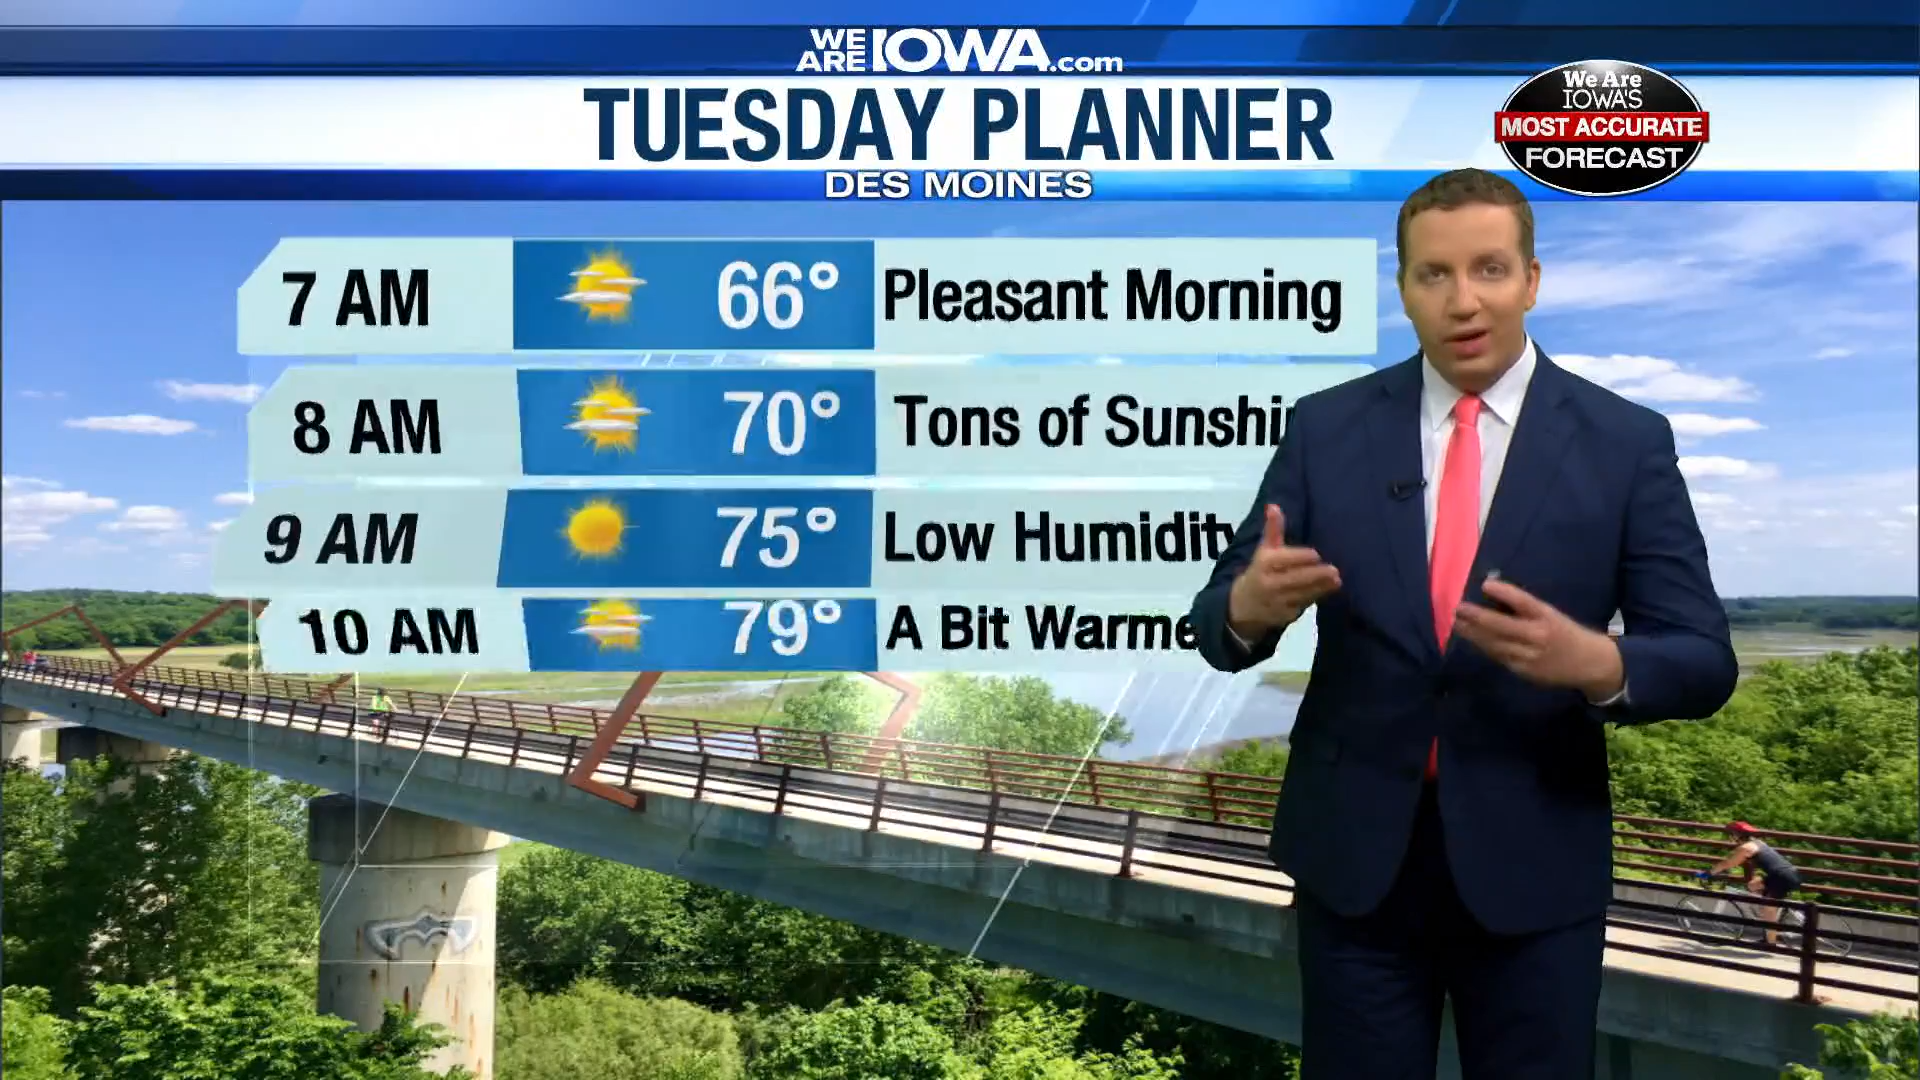 WE ARE IOWA.com
TUESDAY PLANNER
DES MOINES
We Are
IOWA'S
MOST ACCURATE
FORECAST
7 AM 66° Pleasant Morning
8 AM 70° Tons of Sunshi
9 AM 75° Low Humidity
10 AM 79° A Bit Warme